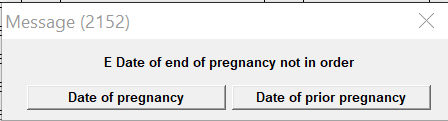 Message (2152)
E Date of end of pregnancy not in order
Date of pregnancy
Date of prior pregnancy